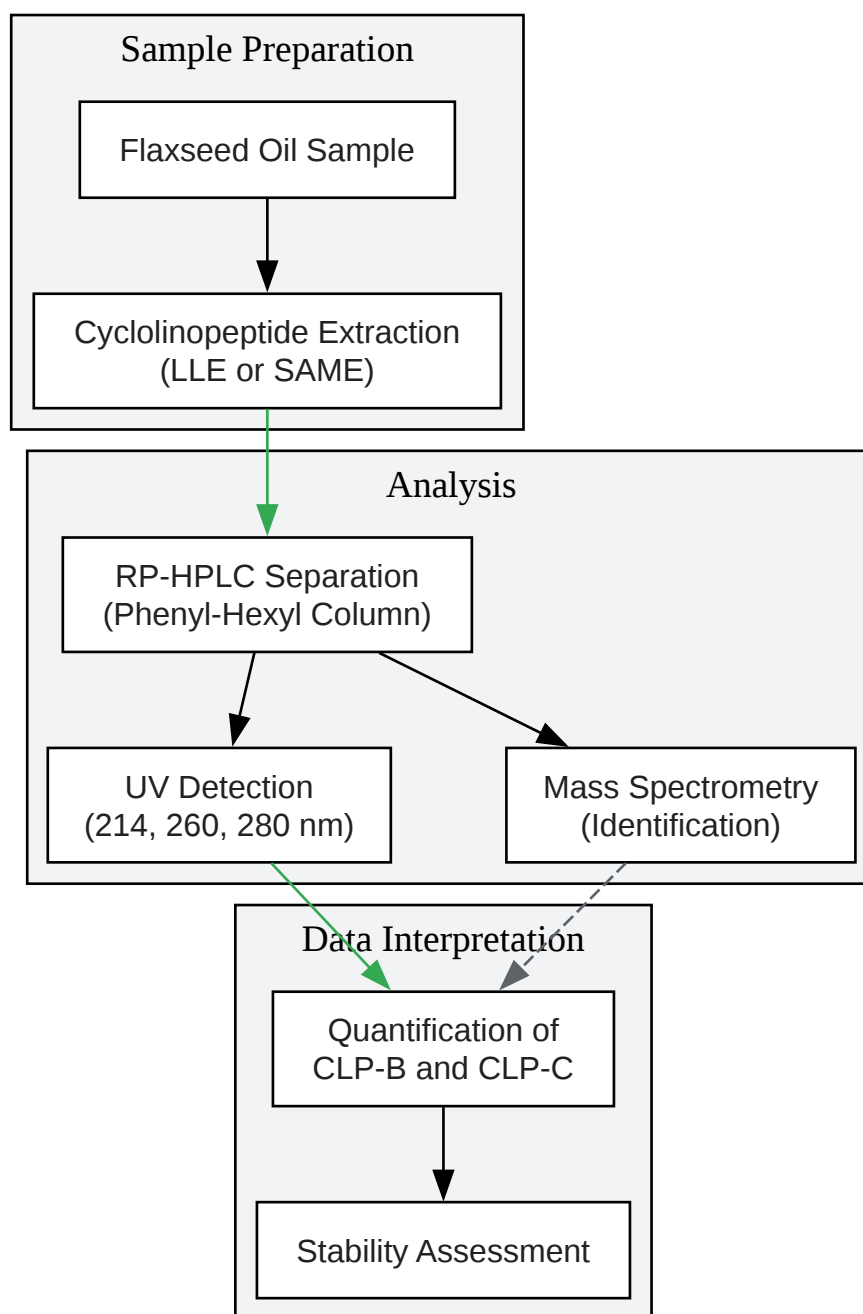 Sample Preparation
Flaxseed Oil Sample
Cyclolinopeptide Extraction
(LLE or SAME)
Analysis
RP-HPLC Separation
(Phenyl-Hexyl Column)
UV Detection
(214, 260, 280 nm)
Mass Spectrometry
(Identification)
Data Interpretation
Quantification of
CLP-B and CLP-C
Stability Assessment